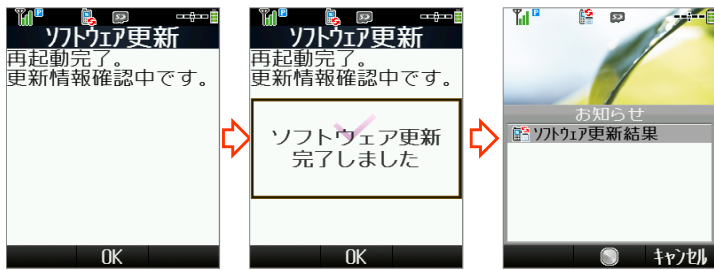 ソフトウェア更新
再起動完了。
更新情報確認中です。
OK
ソフトウェア更新
再起動完了。
更新情報確認中です。
ソフトウェア更新
完了しました
OK
お知らせ
ソフトウェア更新結果
キャンセル